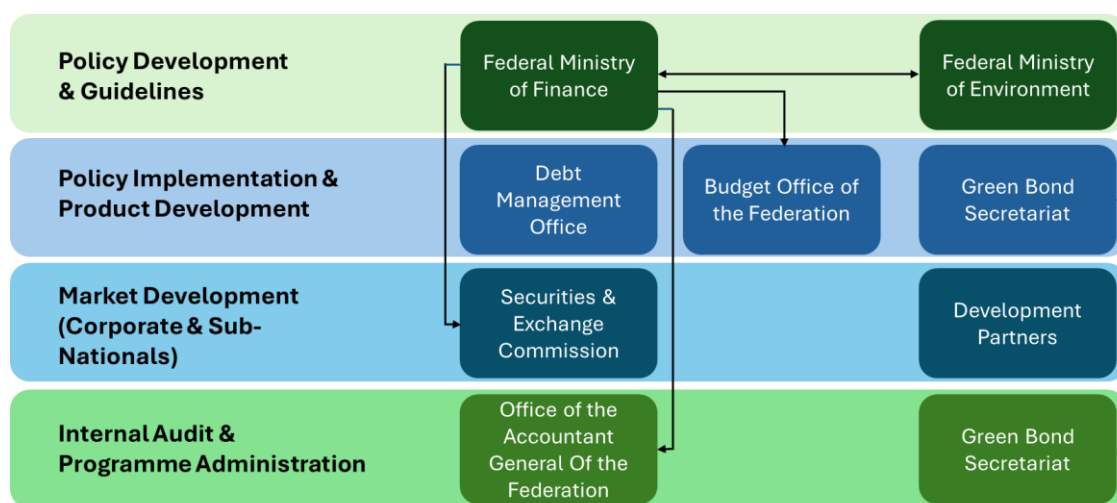 Policy Development
& Guidelines
Federal Ministry
of Finance
Federal Ministry
of Environment
Policy Implementation &
Product Development
Debt
Management
Office
Budget Office of
the Federation
Green Bond
Secretariat
Market Development
(Corporate & Sub-
Nationals)
Securities &
Exchange
Commission
Development
Partners
Internal Audit &
Programme Administration
Office of the
Accountant
General Of the
Federation
Green Bond
Secretariat